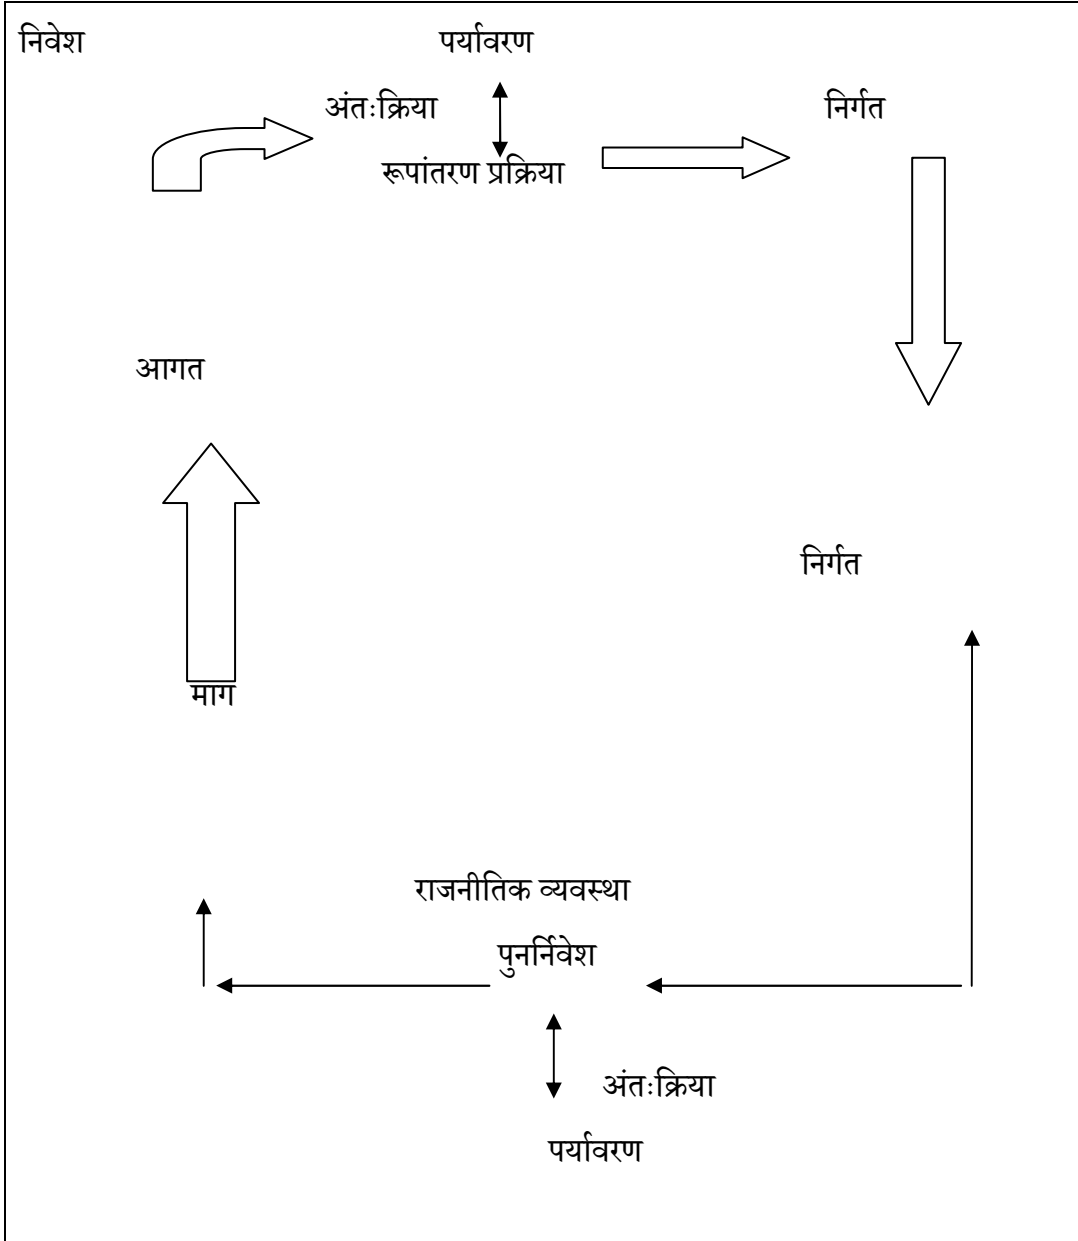 निवेश पर्यावरण
अंतःक्रिया निर्गत
रूपांतरण प्रक्रिया
आगत
निर्गत
माग
राजनीतिक व्यवस्था
पुनर्निवेश
अंतःक्रिया
पर्यावरण